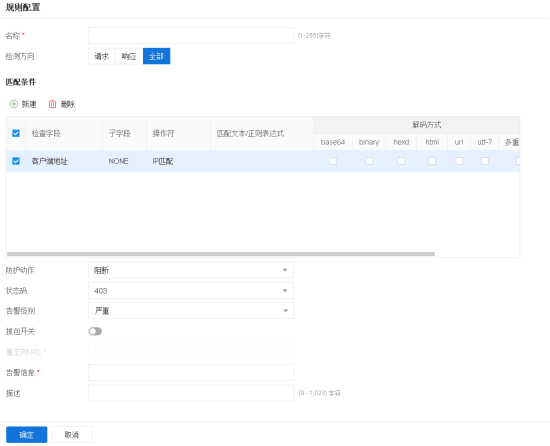 规则配置
名称 * (1-255)字符
检测方向 请求 响应 全部
匹配条件
新建 删除
检查字段 子字段 操作符 匹配文本/正则表达式 解码方式
base64 binary hexd html url utf-7 多重
客户端地址 NONE IP匹配
防护动作 阻断
状态码 403
告警级别 严重
抓包开关
重定向URL *
告警信息 *
描述 (0 - 1,023) 字符
确定 取消